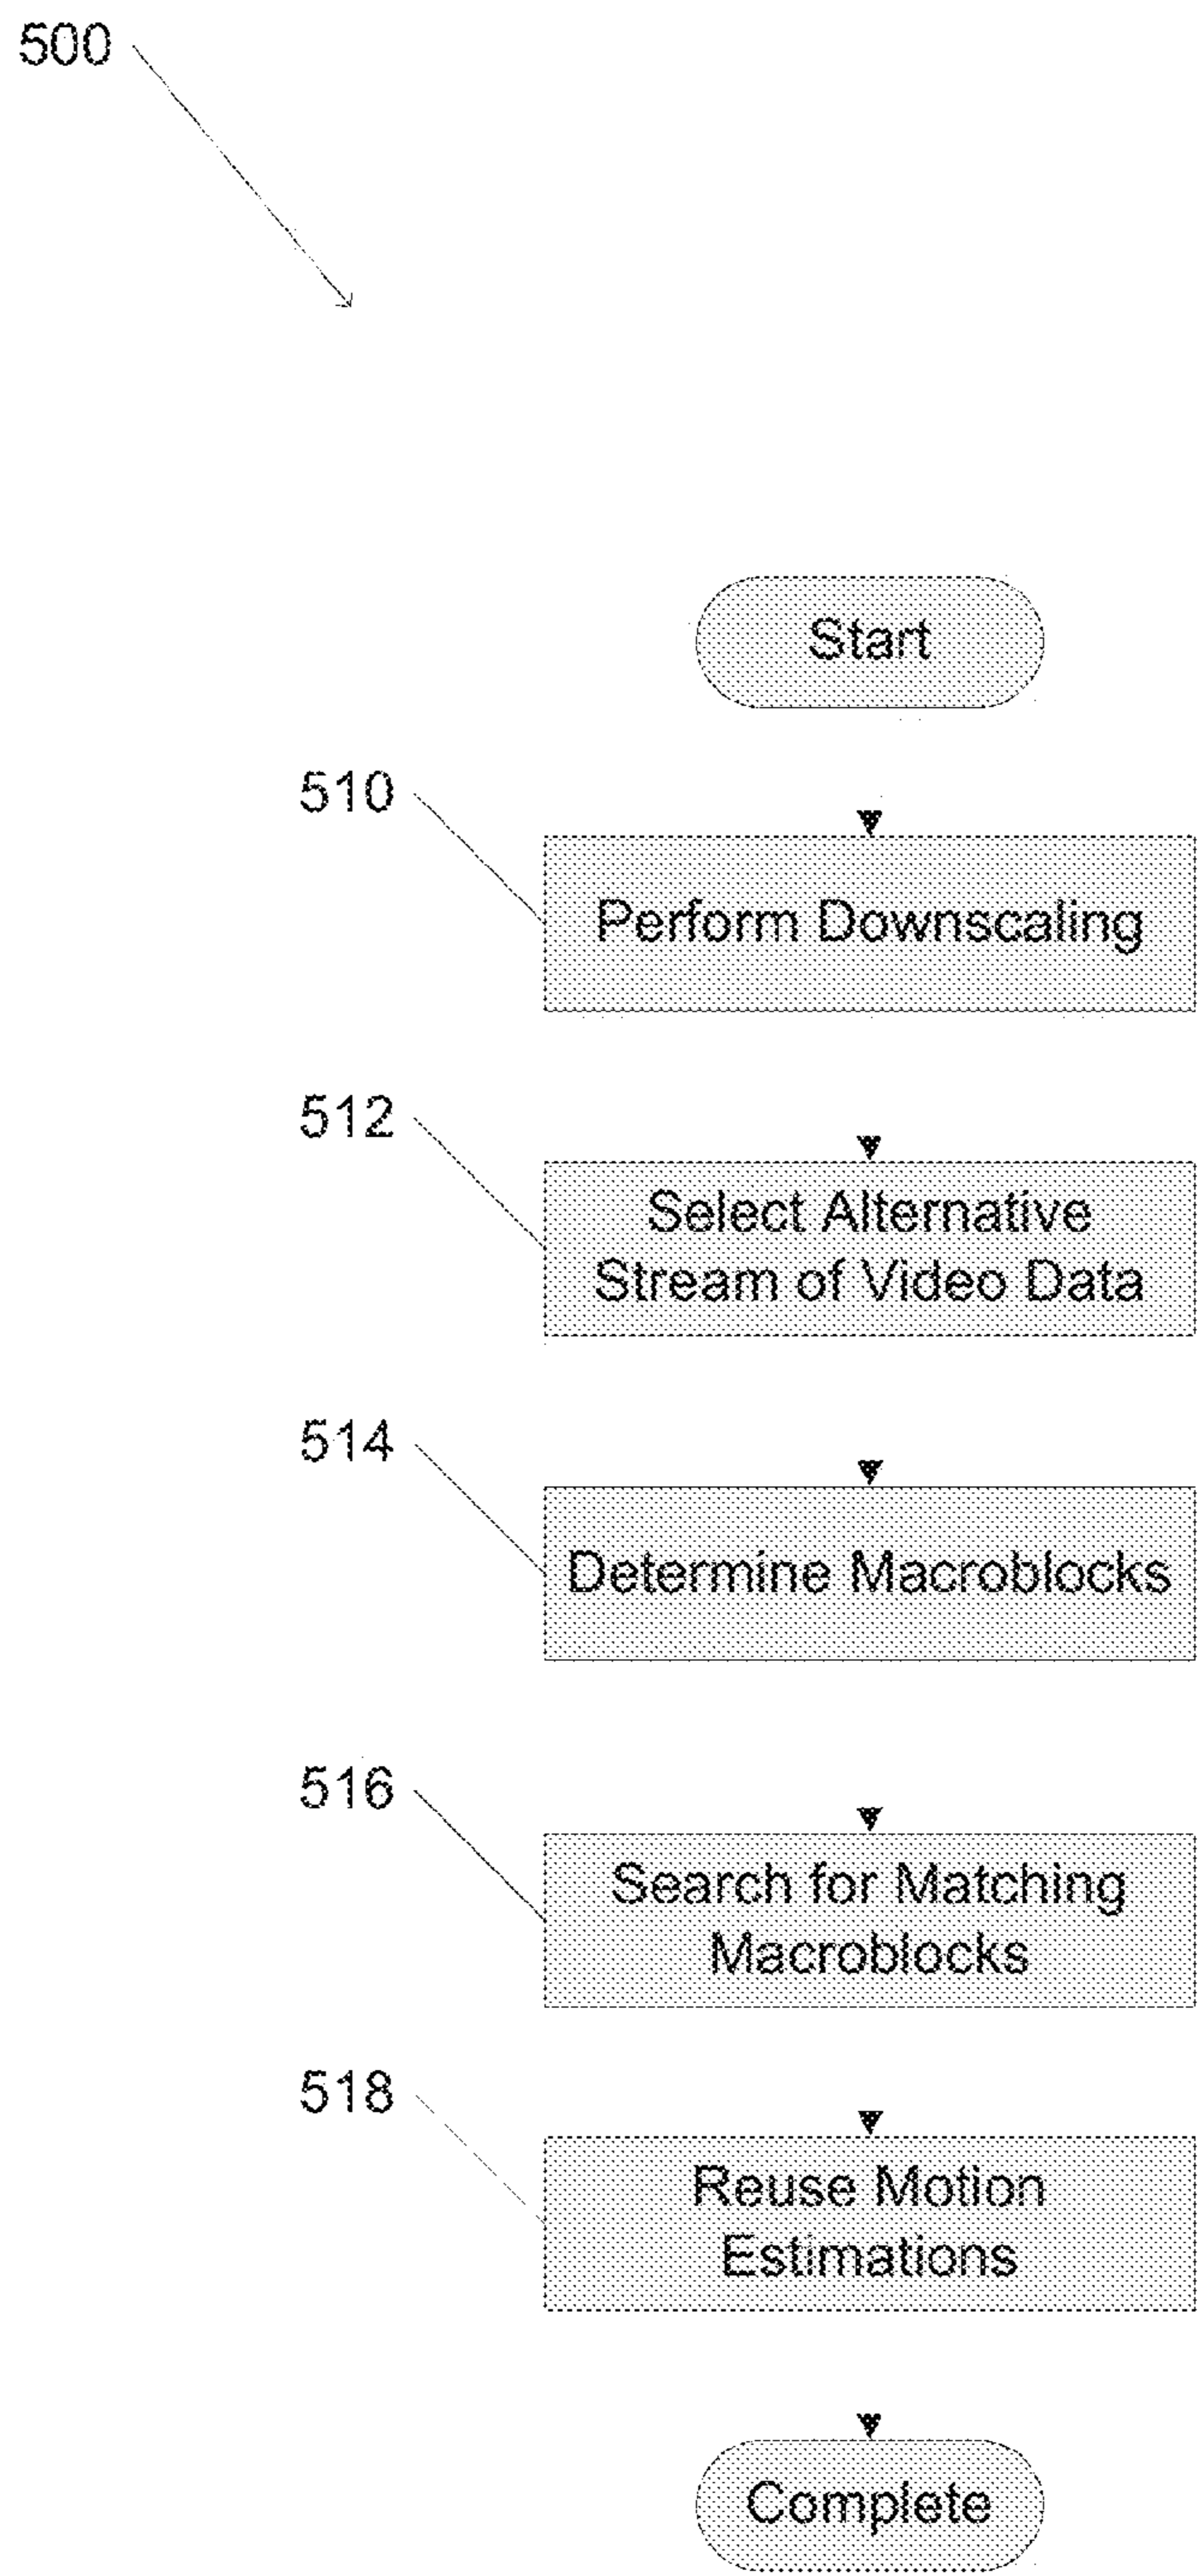 500
Start
510
Perform Downscaling
512
Select Alternative
Stream of Video Data
514
Determine Macroblocks
516
Search for Matching
Macroblocks
518
Reuse Motion
Estimations
Complete